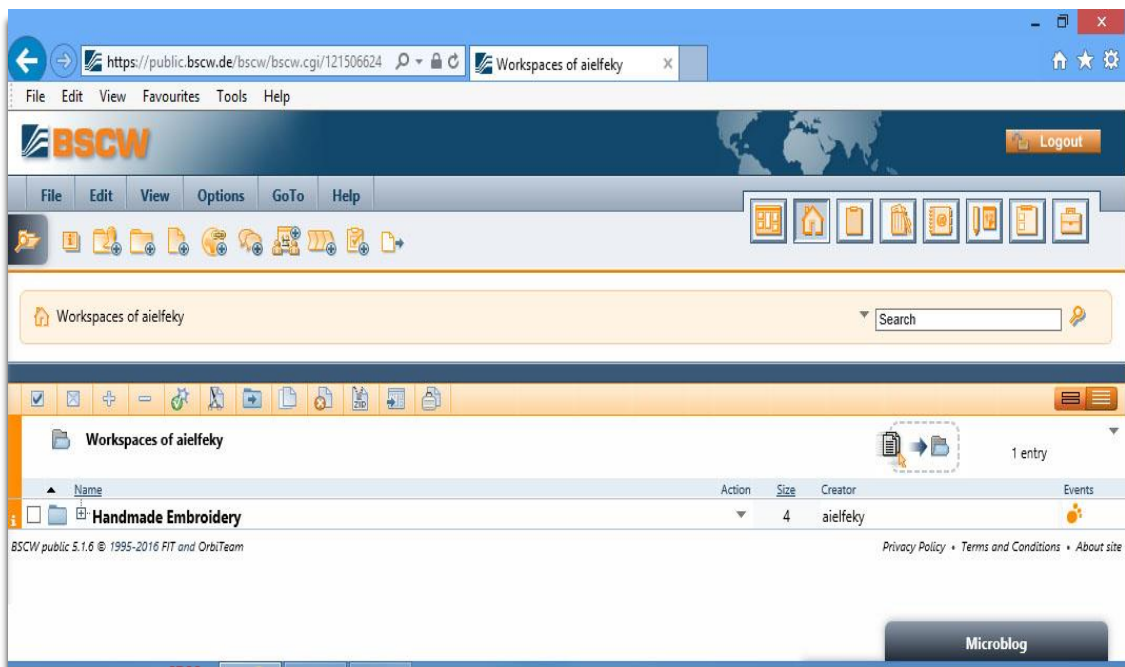 https://public.bscw.de/bscw/bscw.cgi/121506624
Workspaces of aielfeky
File Edit View Favourites Tools Help
BSCW
Logout
File Edit View Options GoTo Help
Workspaces of aielfeky
Search
ZIP
Workspaces of aielfeky
1 entry
Name Action Size Creator Events
Handmade Embroidery 4 aielfeky
BSCW public 5.1.6 © 1995-2016 FIT and OrbiTeam Privacy Policy • Terms and Conditions • About site
Microblog